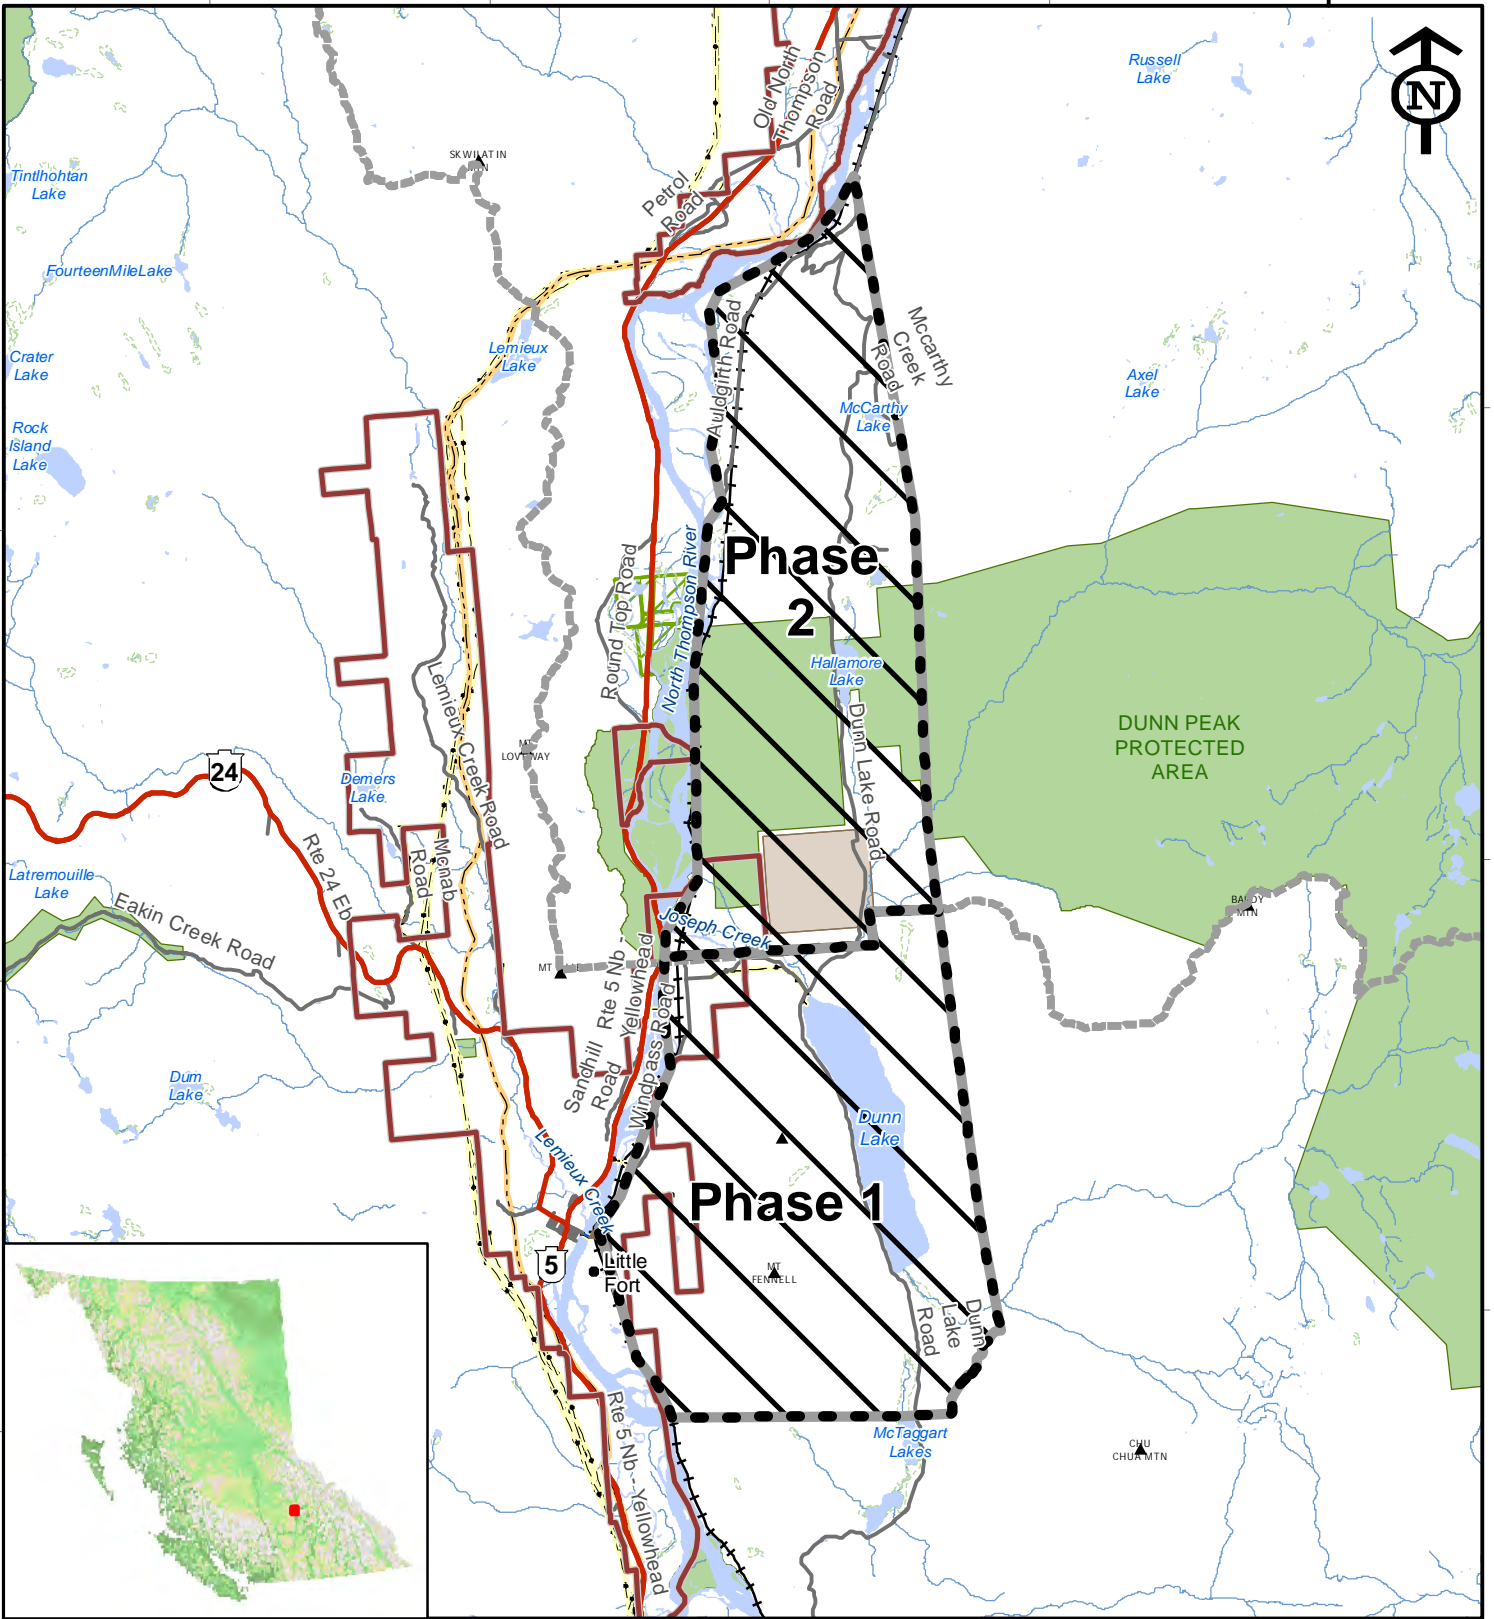 N
Russell
Lake
Old North
Thompson
Road
SKWILATIN
Tintlhohtan
Lake
Petrol
Road
FourteenMileLake
Auldgirth Road
Mccarthy
Creek
Road
Lemieux
Lake
Crater
Lake
Axel
Lake
McCarthy
Lake
Rock
Island
Lake
Phase
2
Round Top Road
North Thompson River
Hallamore
Lake
Lemieux Creek Road
Dunn Lake Road
DUNN PEAK
PROTECTED
AREA
24
Demers
Lake
Rte 24 Eb
Mcnab
Road
Latremouille
Lake
Eakin Creek Road
Joseph Creek
MTN
MT
Rte 5 Nb -
Yellowhead
Sandhill
Road
Windpass Road
Dum
Lake
Dunn
Lake
Lemieux Creek
Phase 1
5
Little
Fort
MT
FENNELL
Dunn
Lake
Road
Rte 5 Nb - Yellowhead
McTaggart
Lakes
CHU
CHUA MTN